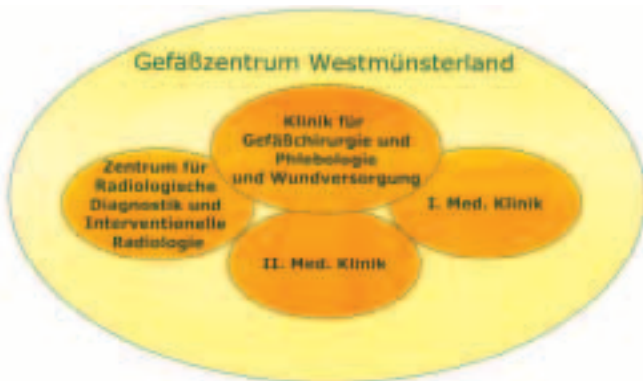 Gefäßzentrum Westmünsterland
Klinik für
Gefäßchirurgie und
Phlebologie
und Wundversorgung
Zentrum für
Radiologische
Diagnostik und
Interventionelle
Radiologie
I. Med. Klinik
II. Med. Klinik